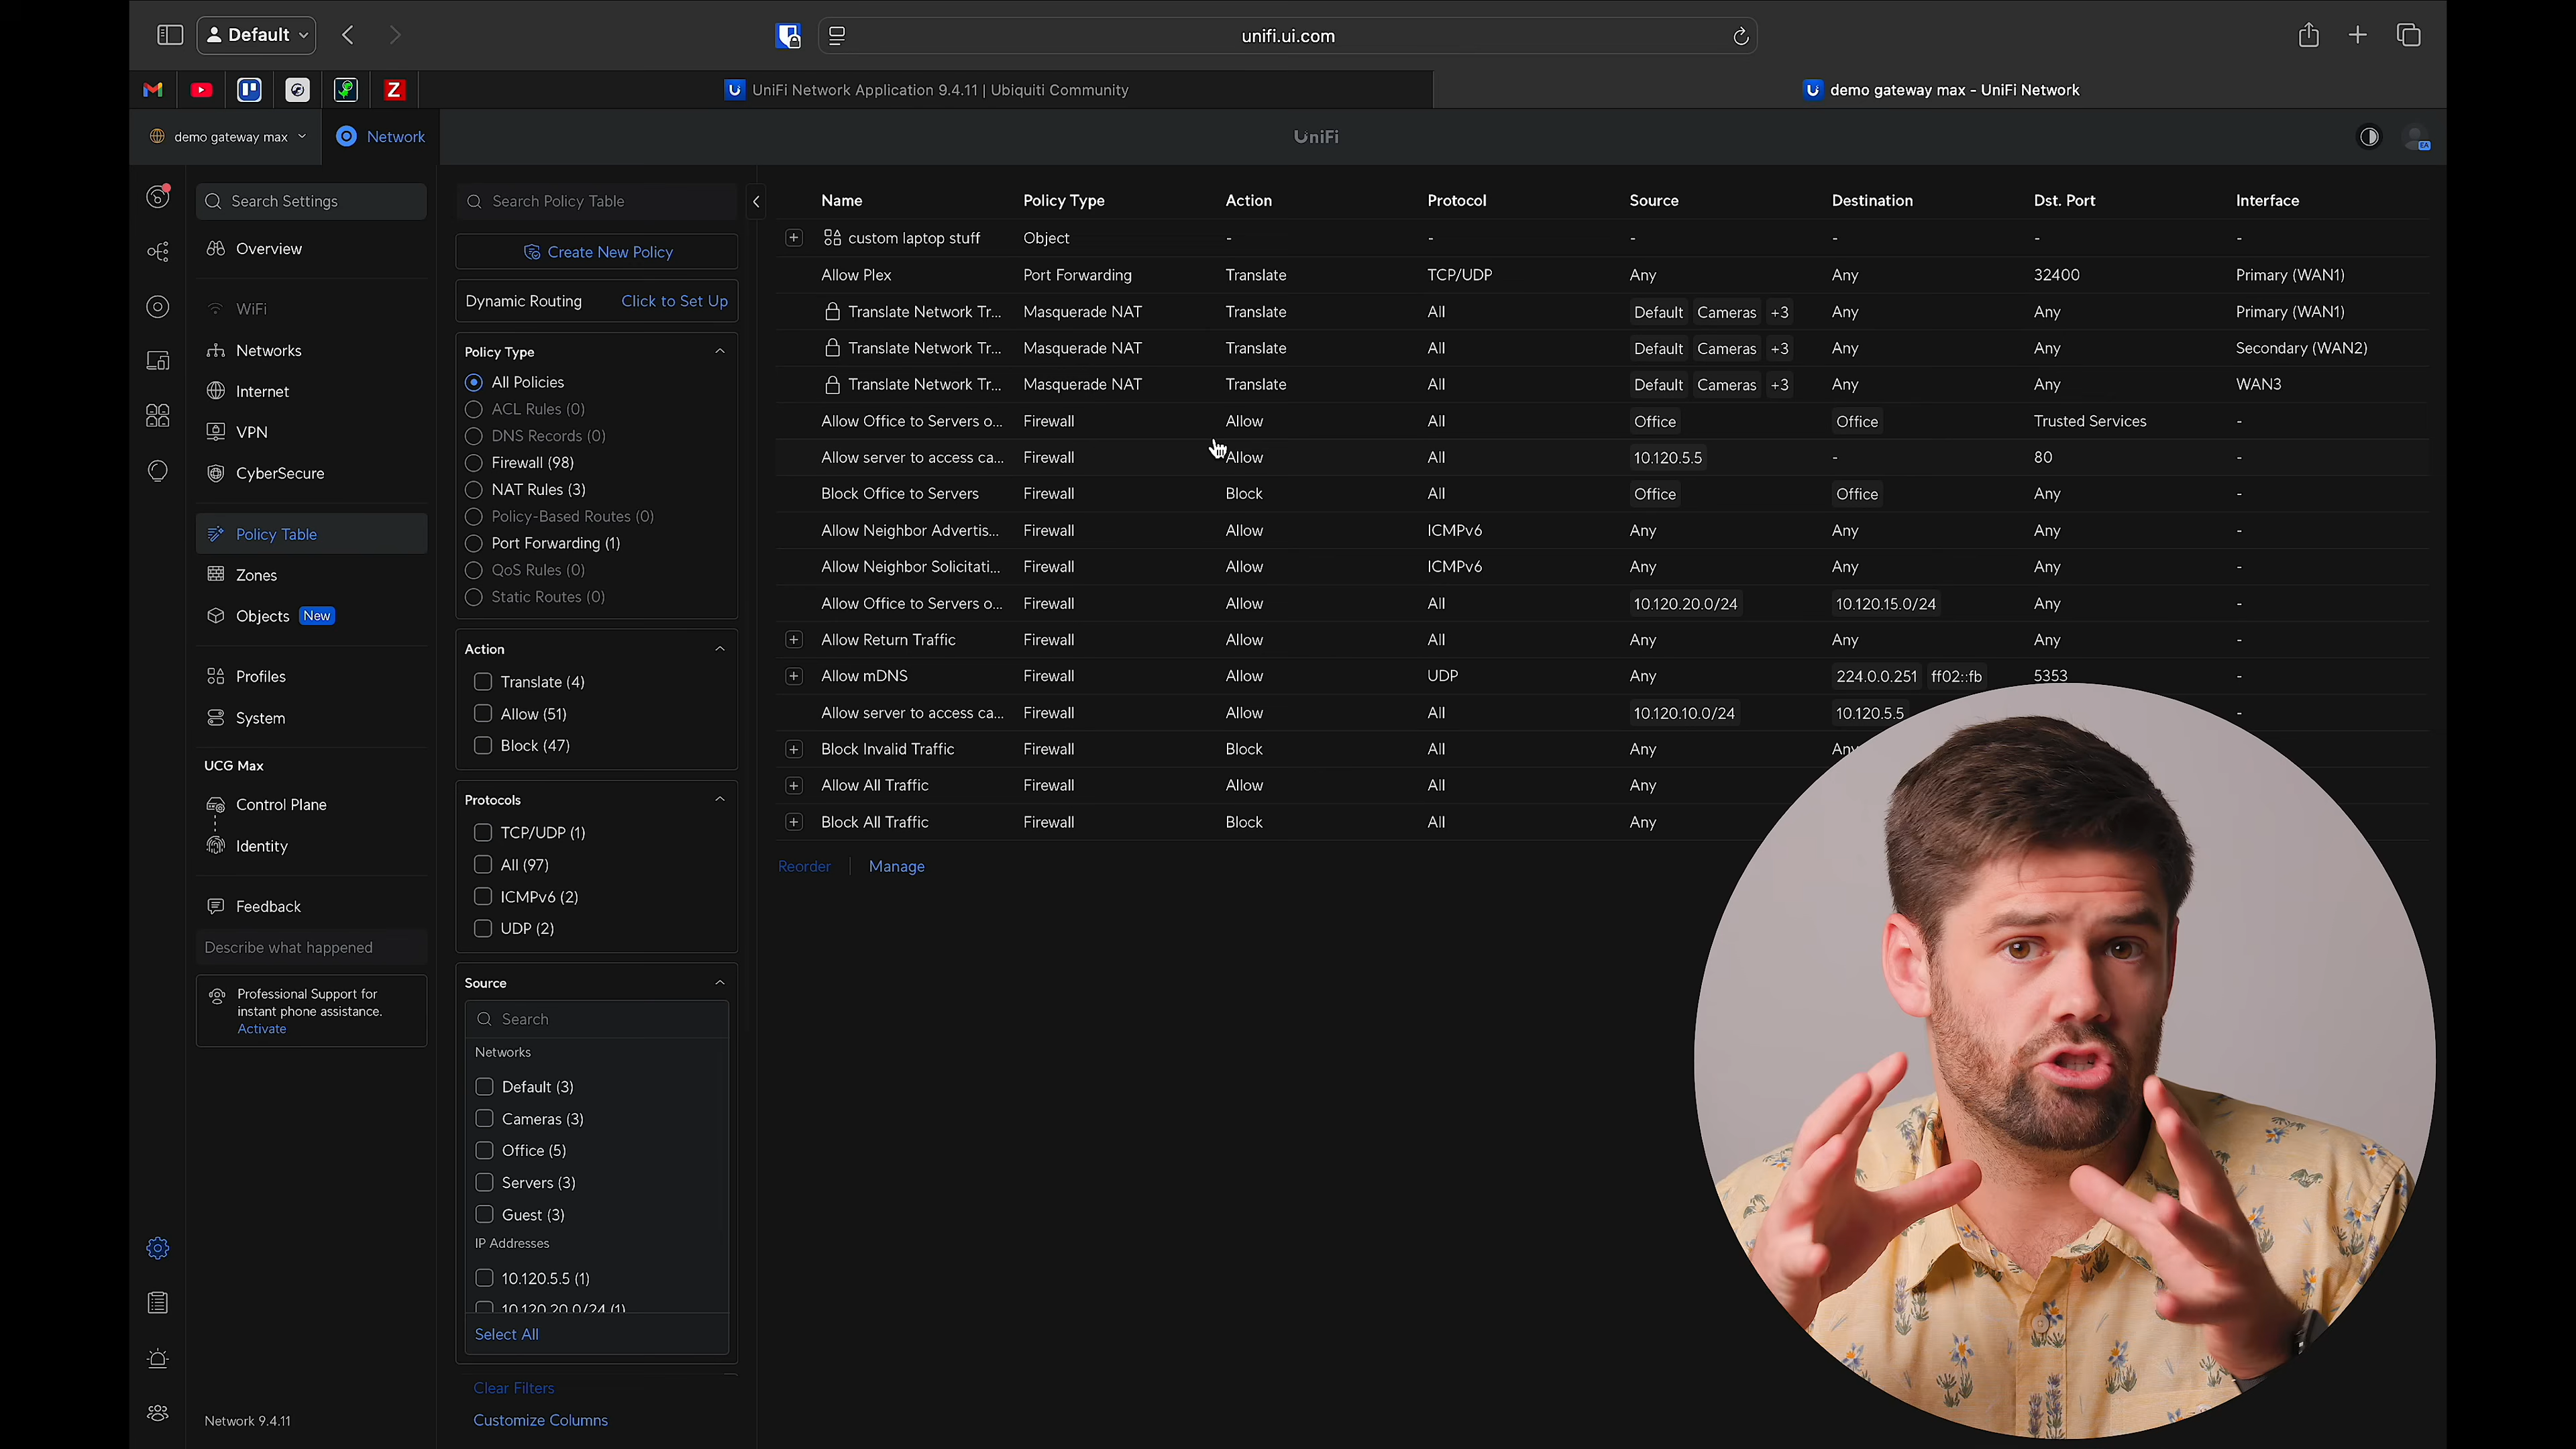 Default
unifi.ui.com
UniFi Network Application 9.4.11 | Ubiquiti Community
demo gateway max - UniFi Network
demo gateway max
Network
UniFi
Search Settings
Overview
WiFi
Networks
Internet
VPN
CyberSecure
Policy Table
Zones
Objects New
Profiles
System
UCG Max
Control Plane
Identity
Feedback
Describe what happened
Professional Support for
instant phone assistance.
Activate
Network 9.4.11
Search Policy Table
Create New Policy
Dynamic Routing Click to Set Up
Policy Type
All Policies
ACL Rules (0)
DNS Records (0)
Firewall (98)
NAT Rules (3)
Policy-Based Routes (0)
Port Forwarding (1)
QoS Rules (0)
Static Routes (0)
Action
Translate (4)
Allow (51)
Block (47)
Protocols
TCP/UDP (1)
All (97)
ICMPv6 (2)
UDP (2)
Source
Search
Networks
Default (3)
Cameras (3)
Office (5)
Servers (3)
Guest (3)
IP Addresses
10.120.5.5 (1)
10.120.20.0/24 (1)
Select All
Clear Filters
Customize Columns
Name Policy Type Action Protocol Source Destination Dst. Port Interface
custom laptop stuff Object - - - - - -
Allow Plex Port Forwarding Translate TCP/UDP Any Any 32400 Primary (WAN1)
Translate Network Tr... Masquerade NAT Translate All Default Cameras +3 Any Any Primary (WAN1)
Translate Network Tr... Masquerade NAT Translate All Default Cameras +3 Any Any Secondary (WAN2)
Translate Network Tr... Masquerade NAT Translate All Default Cameras +3 Any Any WAN3
Allow Office to Servers o... Firewall Allow All Office Office Trusted Services -
Allow server to access ca... Firewall Allow All 10.120.5.5 - 80 -
Block Office to Servers Firewall Block All Office Office Any -
Allow Neighbor Advertis... Firewall Allow ICMPv6 Any Any Any -
Allow Neighbor Solicitati... Firewall Allow ICMPv6 Any Any Any -
Allow Office to Servers o... Firewall Allow All 10.120.20.0/24 10.120.15.0/24 Any -
Allow Return Traffic Firewall Allow All Any Any Any -
Allow mDNS Firewall Allow UDP Any 224.0.0.251 ff02::fb 5353 -
Allow server to access ca... Firewall Allow All 10.120.10.0/24 10.120.5.5 -
Block Invalid Traffic Firewall Block All Any Any -
Allow All Traffic Firewall Allow All Any -
Block All Traffic Firewall Block All Any -
Reorder | Manage